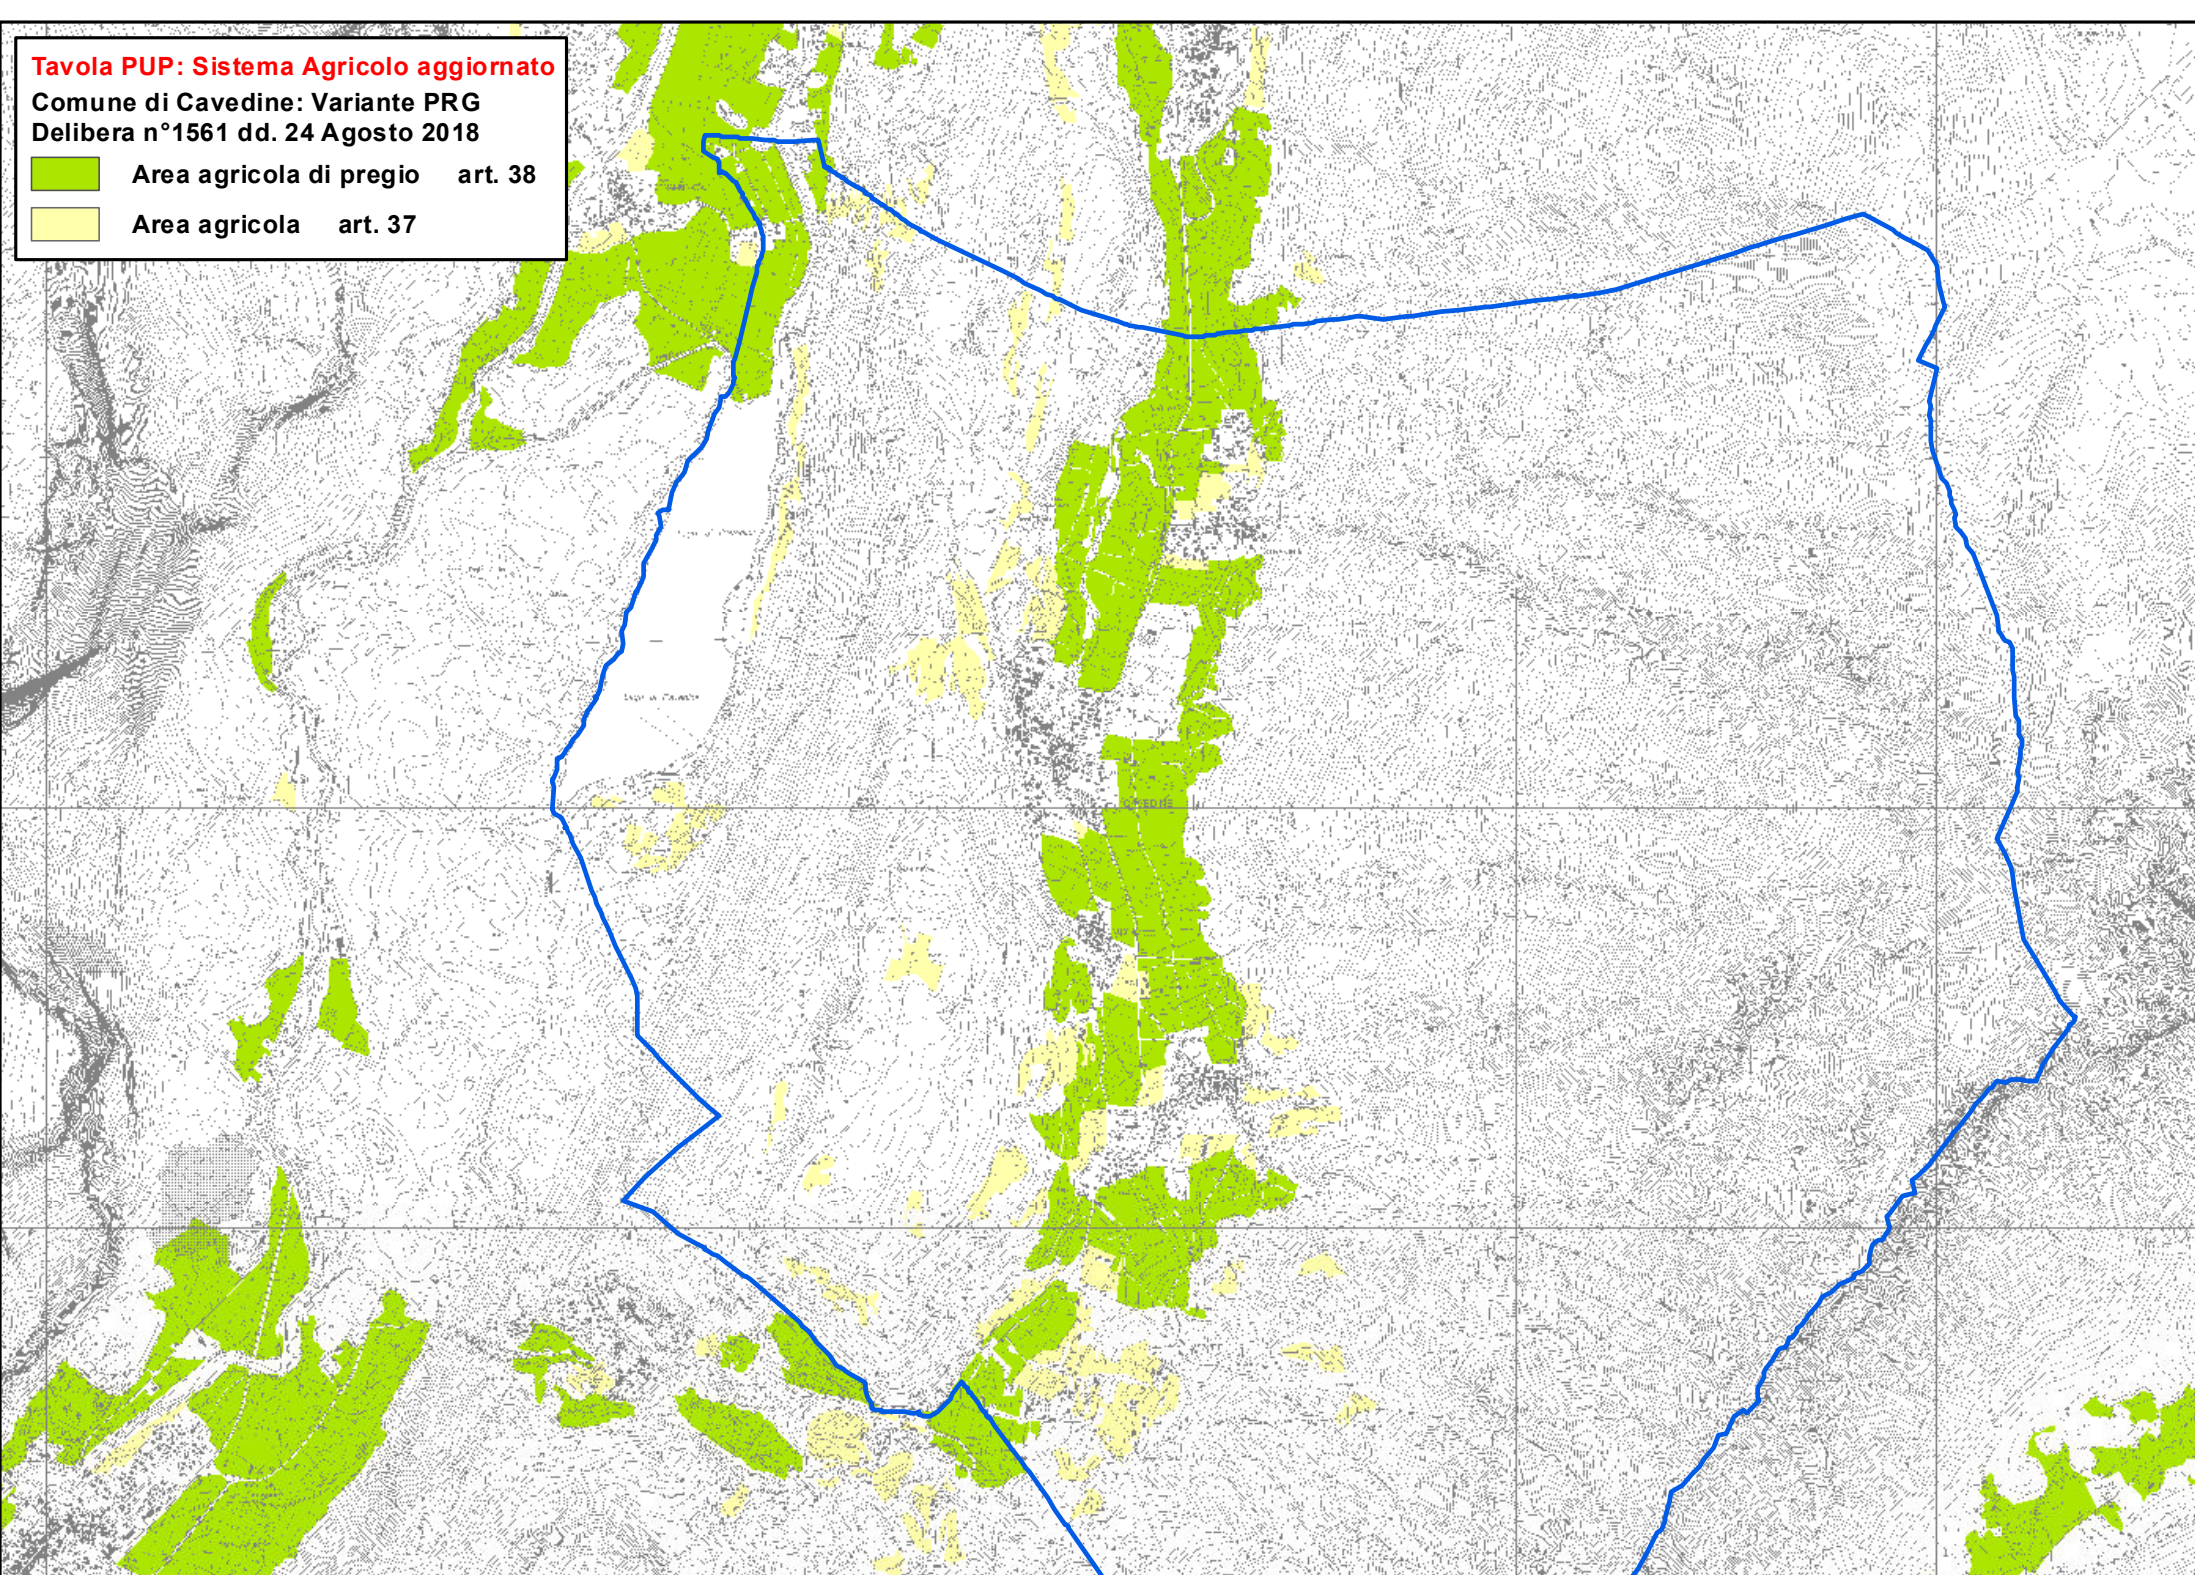 Tavola PUP: Sistema Agricolo aggiornato
Comune di Cavedine: Variante PRG
Delibera n°1561 dd. 24 Agosto 2018
Area agricola di pregio art. 38
Area agricola art. 37
CAVEDINE